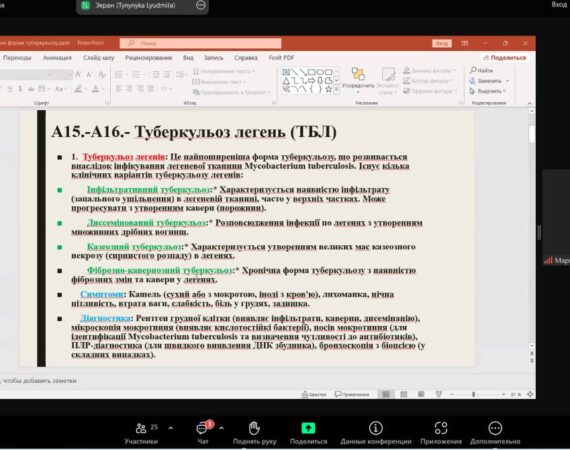 Экран (Tynynyka Lyudmila)
Вход
форми туберкульозу.pptx - PowerPoint
Поиск
Вход
Переходы Анимация Слайд-шоу Рецензирование Вид Запись Справка Foxit PDF
Поделиться
Направление текста
Выровнять текст
Преобразовать в SmartArt
Упорядочить
Заливка фигуры
Контур фигуры
Эффекты фигуры
Найти
Заменить
Выделить
Шрифт Абзац Рисование Редактирование
А15.-А16.- Туберкульоз легень (ТБЛ)
1. Туберкульоз легенів: Це найпоширеніша форма туберкульозу, що розвивається
внаслідок інфікування легеневої тканини Mycobacterium tuberculosis. Існує кілька
клінічних варіантів туберкульозу легенів:
Інфільтративний туберкульоз:* Характеризується наявністю інфільтрату
(запального ущільнення) в легеневій тканині, часто у верхніх частках. Може
прогресувати з утворенням каверн (порожнини).
Диссемінований туберкульоз:* Розповсюдження інфекції по легенях з утворенням
множинних дрібних вогнищ.
Казеозний туберкульоз:* Характеризується утворенням великих мас казеозного
некрозу (сиристого розпаду) в легенях.
Фіброзно-кавернозний туберкульоз:* Хронічна форма туберкульозу з наявністю
фіброзних змін та каверн у легенях.
Симптоми: Кашель (сухий або з мокротою, іноді з кров'ю), лихоманка, нічна
пітливість, втрата ваги, слабкість, біль у грудях, задишка.
Діагностика: Рентген грудної клітки (виявляє інфільтрати, каверни, дисемінацію),
мікроскопія мокротиння (виявляє кислотостійкі бактерії), посів мокротиння (для
ідентифікації Mycobacterium tuberculosis та визначення чутливості до антибіотиків),
ПЛР-діагностика (для швидкого виявлення ДНК збудника), бронхоскопія з біопсією (у
складних випадках).
, чтобы добавить заметки
Заметки Примечания
Участники 25
Чат 3
Поднять руку
Поделиться
Данные конференции
Приложения
Дополнительно